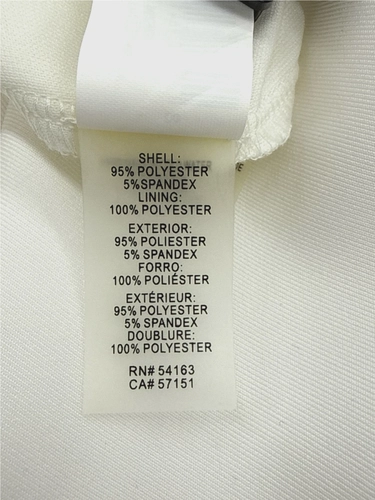 SHELL:
95% POLYESTER
5%SPANDEX
LINING:
100% POLYESTER
EXTERIOR:
95% POLIESTER
5% SPANDEX
FORRO:
100% POLIÉSTER
EXTÉRIEUR:
95% POLYESTER
5% SPANDEX
DOUBLURE:
100% POLYESTER
RN# 54163
CA# 57151